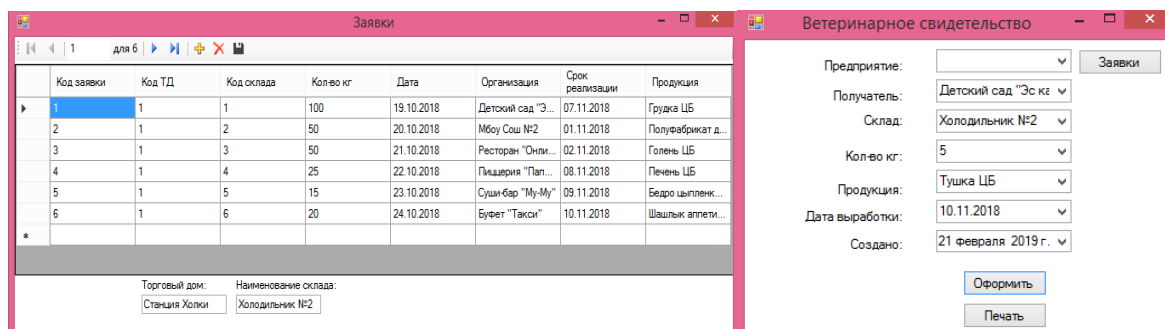 Заявки
1 для 6
Код заявки Код ТД Код склада Кол-во кг Дата Организация Срок реализации Продукция
1 1 1 100 19.10.2018 Детский сад "Э... 07.11.2018 Грудка ЦБ
2 1 2 50 20.10.2018 Мбоу Сош №2 01.11.2018 Полуфабрикат д...
3 1 3 50 21.10.2018 Ресторан "Онли... 02.11.2018 Голень ЦБ
4 1 4 25 22.10.2018 Пиццерия "Пап... 08.11.2018 Печень ЦБ
5 1 5 15 23.10.2018 Суши-бар "Му-Му" 09.11.2018 Бедро цыпленк...
6 1 6 20 24.10.2018 Буфет "Такси" 10.11.2018 Шашлык аппети...
Торговый дом: Наименование склада:
Станция Холки Холодильник №2
Ветеринарное свидетельство
Предприятие: Заявки
Получатель: Детский сад "Эс ка
Склад: Холодильник №2
Кол-во кг: 5
Продукция: Тушка ЦБ
Дата выработки: 10.11.2018
Создано: 21 февраля 2019 г.
Оформить
Печать